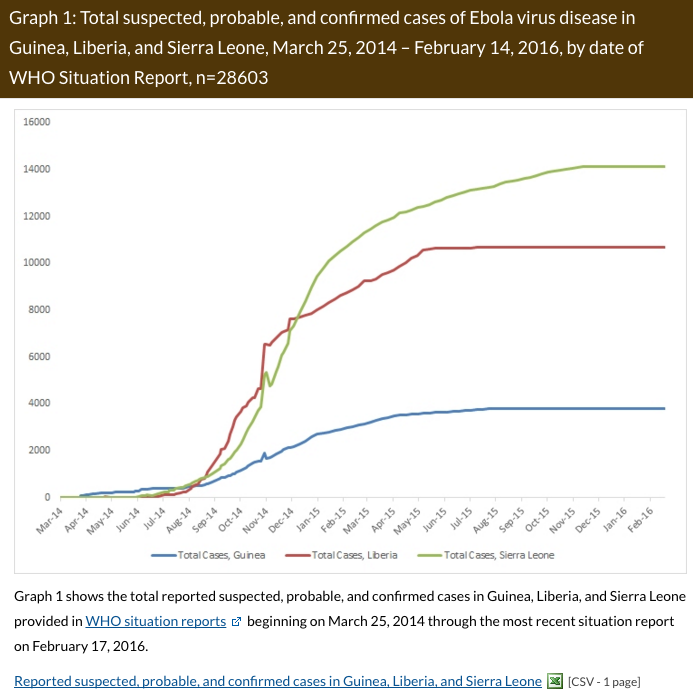 Graph 1: Total suspected, probable, and confirmed cases of Ebola virus disease in
Guinea, Liberia, and Sierra Leone, March 25, 2014 – February 14, 2016, by date of
WHO Situation Report, n=28603
16000
14000
12000
10000
8000
6000
4000
2000
0
Mar-14 Apr-14 May-14 Jun-14 Jul-14 Aug-14 Sep-14 Oct-14 Nov-14 Dec-14 Jan-15 Feb-15 Mar-15 Apr-15 May-15 Jun-15 Jul-15 Aug-15 Sep-15 Oct-15 Nov-15 Dec-15 Jan-16 Feb-16
Total Cases, Guinea Total Cases, Liberia Total Cases, Sierra Leone
Graph 1 shows the total reported suspected, probable, and confirmed cases in Guinea, Liberia, and Sierra Leone
provided in WHO situation reports beginning on March 25, 2014 through the most recent situation report
on February 17, 2016.
Reported suspected, probable, and confirmed cases in Guinea, Liberia, and Sierra Leone [CSV - 1 page]